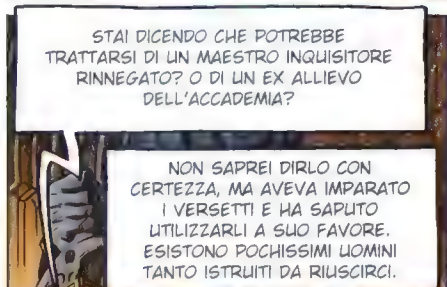 STAI DICENDO CHE POTREBBE
TRATTARSI DI UN MAESTRO INQUISITORE
RINNEGATO? O DI UN EX ALLIEVO
DELL'ACCADEMIA?
NON SAPREI DIRLO CON
CERTEZZA, MA AVEVA IMPARATO
I VERSETTI E HA SAPUTO
UTILIZZARLI A SUO FAVORE.
ESISTONO POCHISSIMI UOMINI
TANTO ISTRUITI DA RIUSCIRCI.